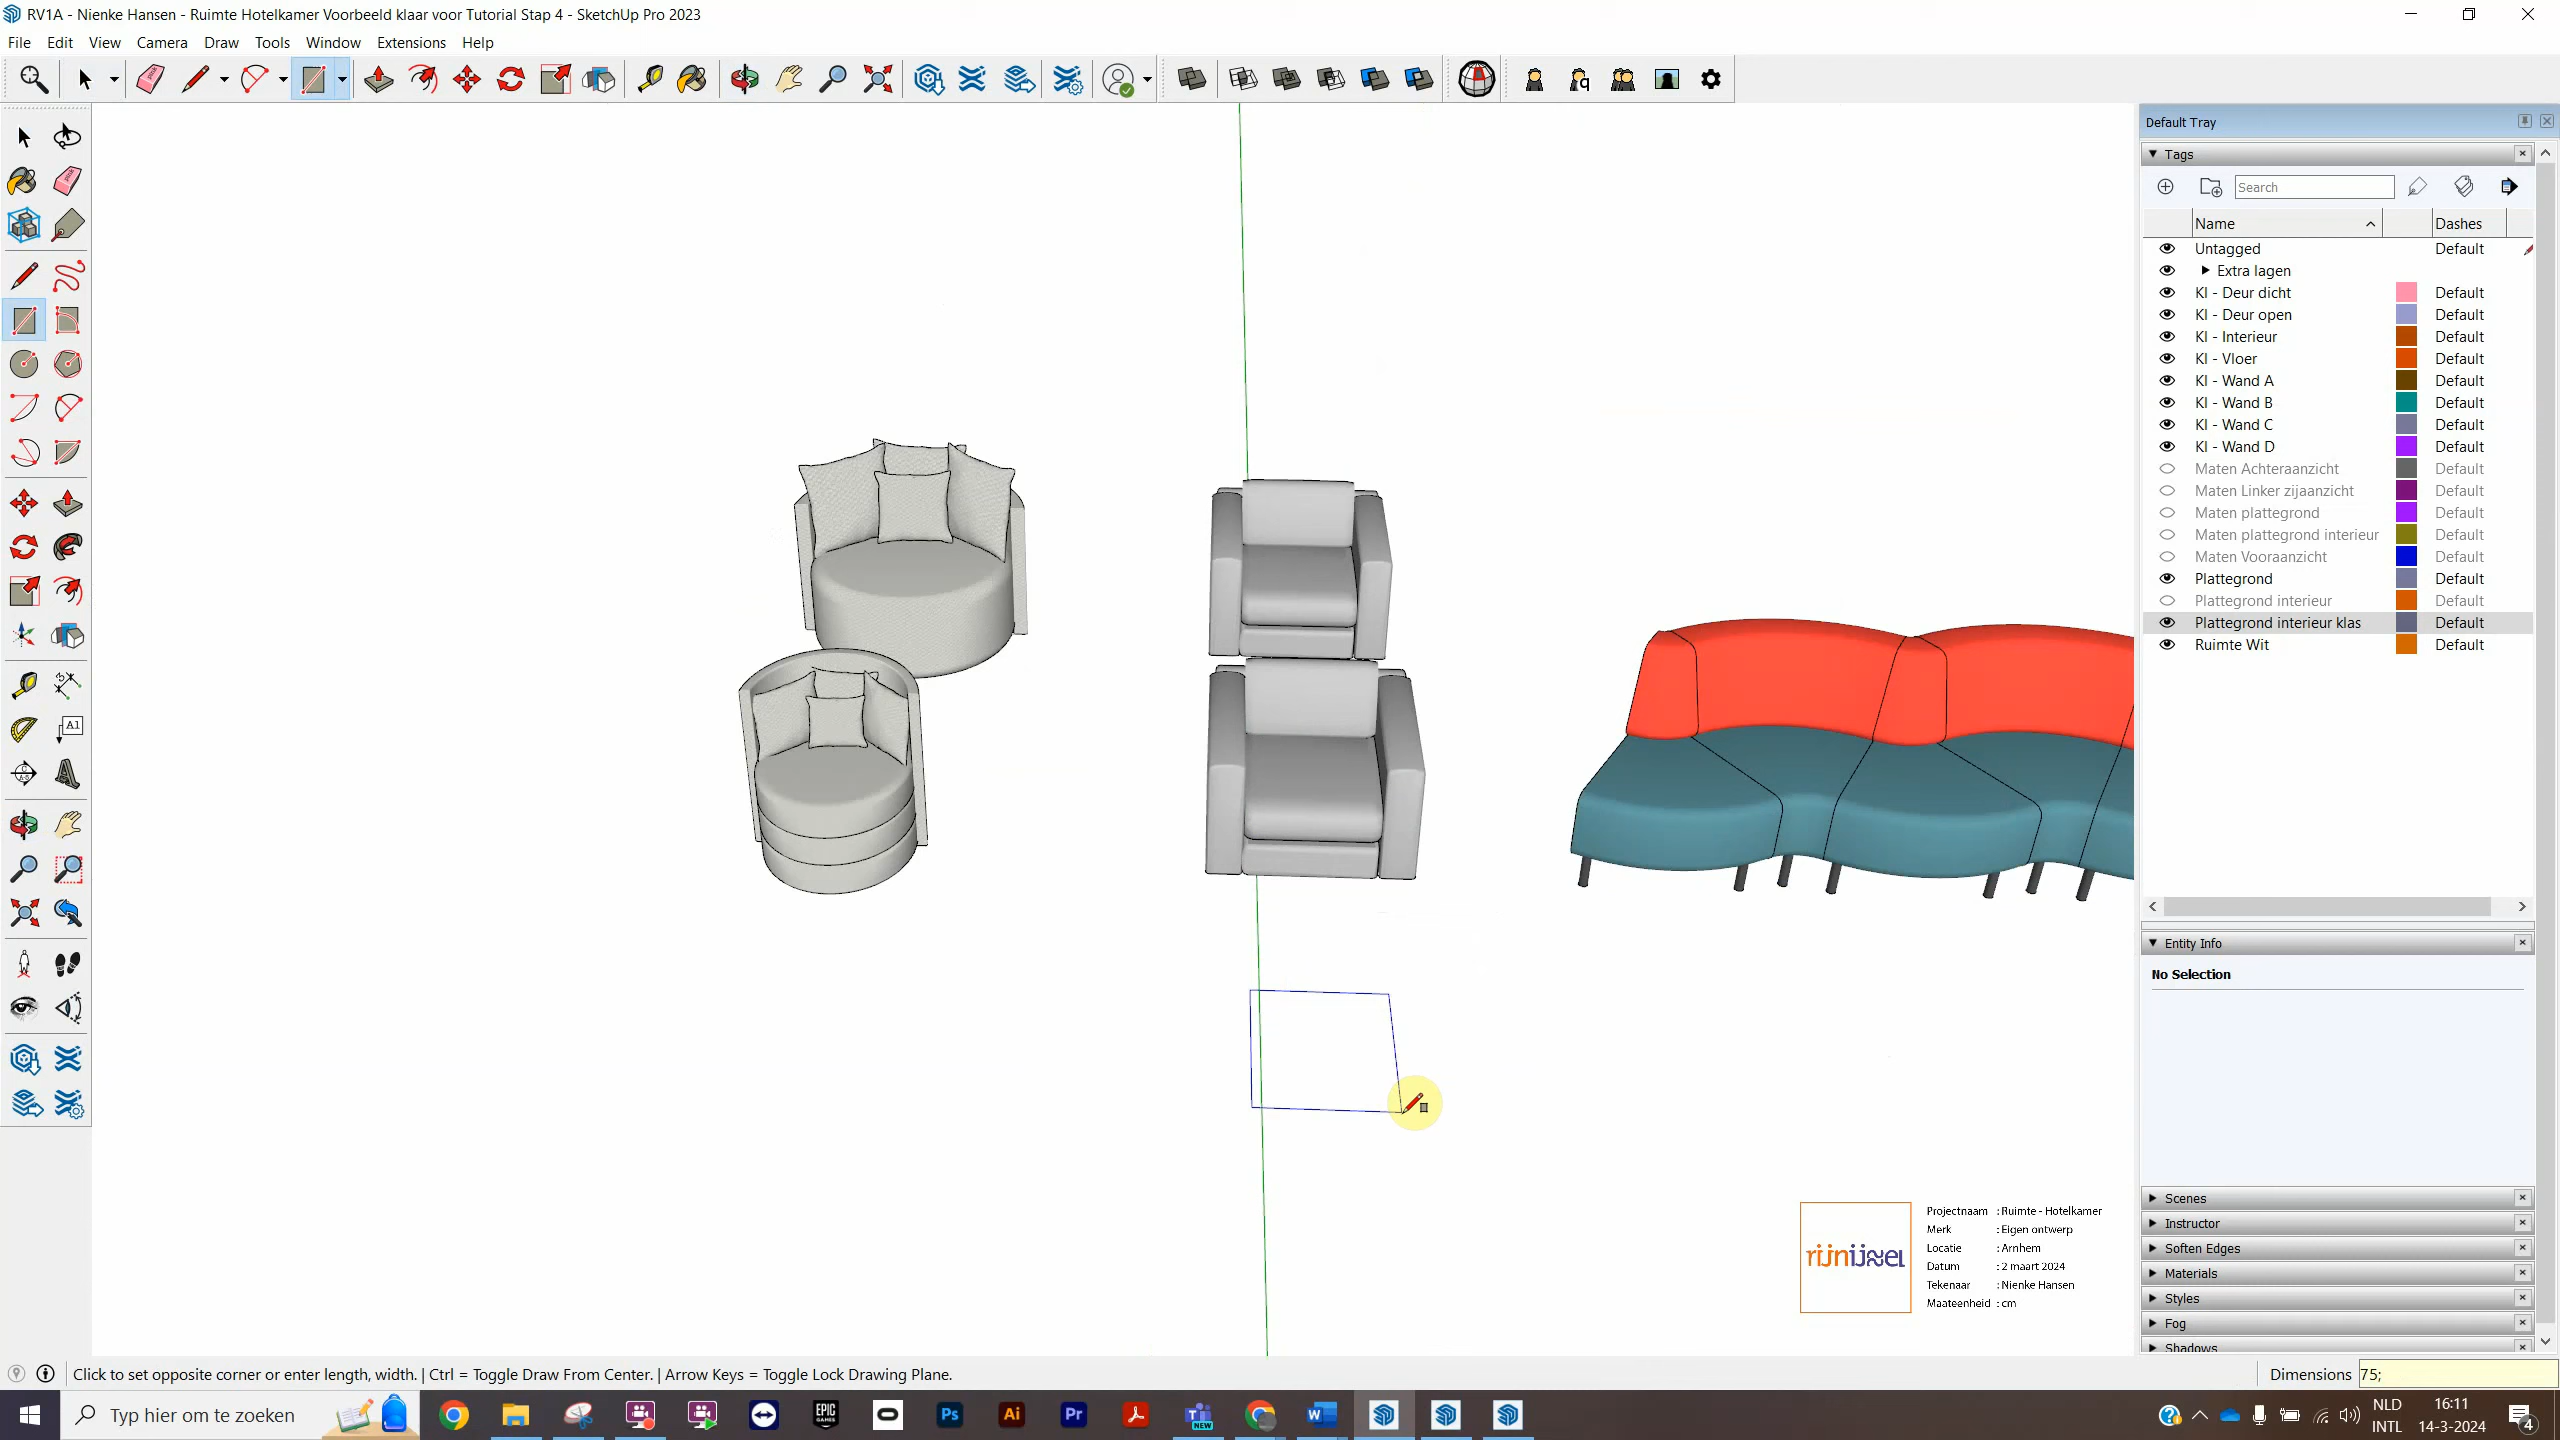 RV1A - Nienke Hansen - Ruimte Hotelkamer Voorbeeld klaar voor Tutorial Stap 4 - SketchUp Pro 2023
File Edit View Camera Draw Tools Window Extensions Help
Default Tray
Tags
Search
Name Dashes
Untagged Default
Extra lagen
KI - Deur dicht Default
KI - Deur open Default
KI - Interieur Default
KI - Vloer Default
KI - Wand A Default
KI - Wand B Default
KI - Wand C Default
KI - Wand D Default
Maten Achteraanzicht Default
Maten Linker zijaanzicht Default
Maten plattegrond Default
Maten plattegrond interieur Default
Maten Vooraanzicht Default
Plattegrond Default
Plattegrond interieur Default
Plattegrond interieur klas Default
Ruimte Wit Default
A1
Entity Info
No Selection
Scenes
Instructor
Soften Edges
Materials
Styles
Fog
Shadows
rijnijssel
Projectnaam : Ruimte - Hotelkamer
Merk : Eigen ontwerp
Locatie : Arnhem
Datum : 2 maart 2024
Tekenaar : Nienke Hansen
Maateenheid : cm
Click to set opposite corner or enter length, width. | Ctrl = Toggle Draw From Center. | Arrow Keys = Toggle Lock Drawing Plane.
Dimensions 75;
Typ hier om te zoeken
EPIC GAMES
Ps
Ai
Pr
NEW
W
NLD
INTL
16:11
14-3-2024
4